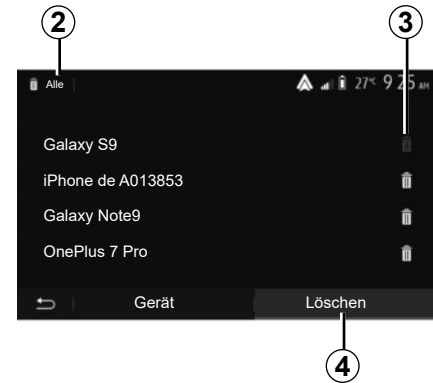 2 3
Alle 27°C 9 25 AM
Galaxy S9
iPhone de A013853
Galaxy Note9
OnePlus 7 Pro
Gerät Löschen
4